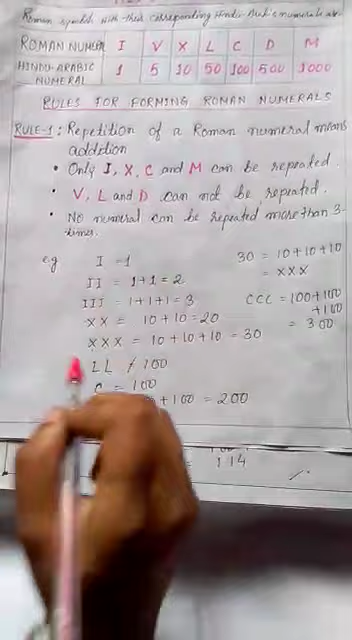 Roman symbols with their corresponding Hindu-Arabic numerals are
ROMAN NUMER I V X L C D M
HINDU-ARABIC NUMERAL 1 5 10 50 100 500 1000
RULES FOR FORMING ROMAN NUMERALS
RULE-1: Repetition of a Roman numeral means
addition
• Only I, X, C and M can be repeated.
• V, L and D can not be repeated.
• No numeral can be repeated more than 3-
times.
e.g I = 1
II = 1+1 = 2
III = 1+1+1 = 3
XX = 10+10 = 20
XXX = 10+10+10 = 30
LL ≠ 100
C = 100
+100 = 200
30 = 10+10+10
= XXX
CCC = 100+100
+100
= 300
114